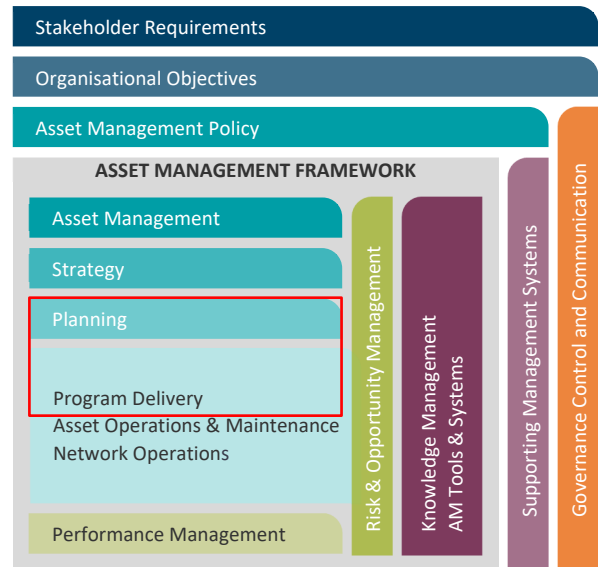 Stakeholder Requirements
Organisational Objectives
Asset Management Policy
ASSET MANAGEMENT FRAMEWORK
Asset Management
Strategy
Planning
Program Delivery
Asset Operations & Maintenance
Network Operations
Performance Management
Risk & Opportunity Management
Knowledge Management
AM Tools & Systems
Supporting Management Systems
Governance Control and Communication